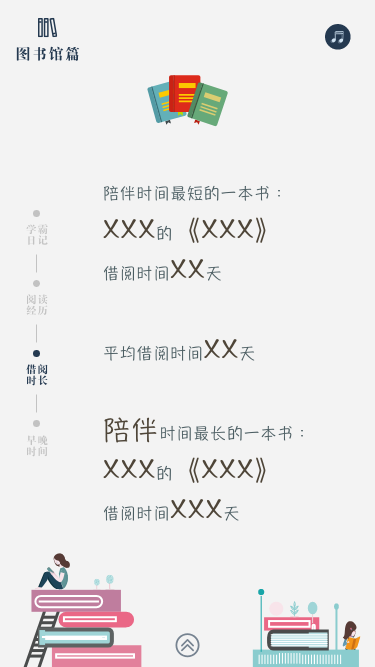 图书馆篇
陪伴时间最短的一本书：
XXX的《XXX》
借阅时间XX天
平均借阅时间XX天
陪伴时间最长的一本书：
XXX的《XXX》
借阅时间XXX天
学霸
日记
阅读
经历
借阅
时长
早晚
时间